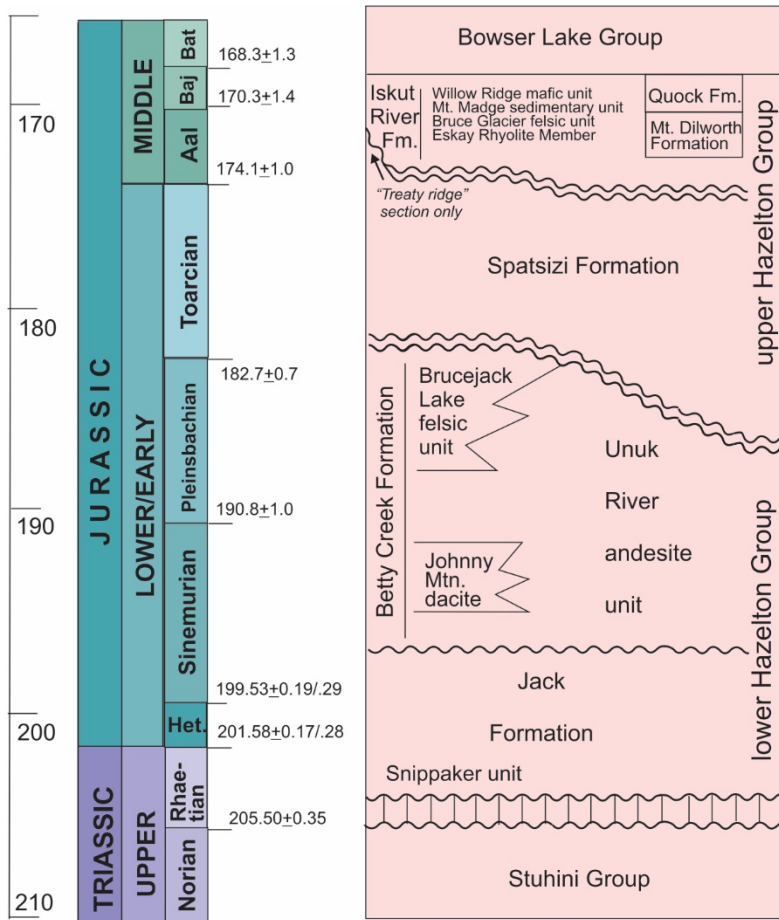 170
180
190
200
210
JURASSIC
TRIASSIC
MIDDLE
LOWER/EARLY
UPPER
Bat
Baj
Aal
Toarcian
Pleinsbachian
Sinemurian
Het.
Rhae-
tian
Norian
168.3±1.3
170.3±1.4
174.1±1.0
182.7±0.7
190.8±1.0
199.53±0.19/.29
201.58±0.17/.28
205.50±0.35
Bowser Lake Group
Iskut
River
Fm.
Willow Ridge mafic unit
Mt. Madge sedimentary unit
Bruce Glacier felsic unit
Eskay Rhyolite Member
Quock Fm.
Mt. Dilworth
Formation
"Treaty ridge"
section only
Spatsizi Formation
upper Hazelton Group
Betty Creek Formation
Brucejack
Lake
felsic
unit
Johnny
Mtn.
dacite
Unuk
River
andesite
unit
lower Hazelton Group
Jack
Formation
Snippaker unit
Stuhini Group